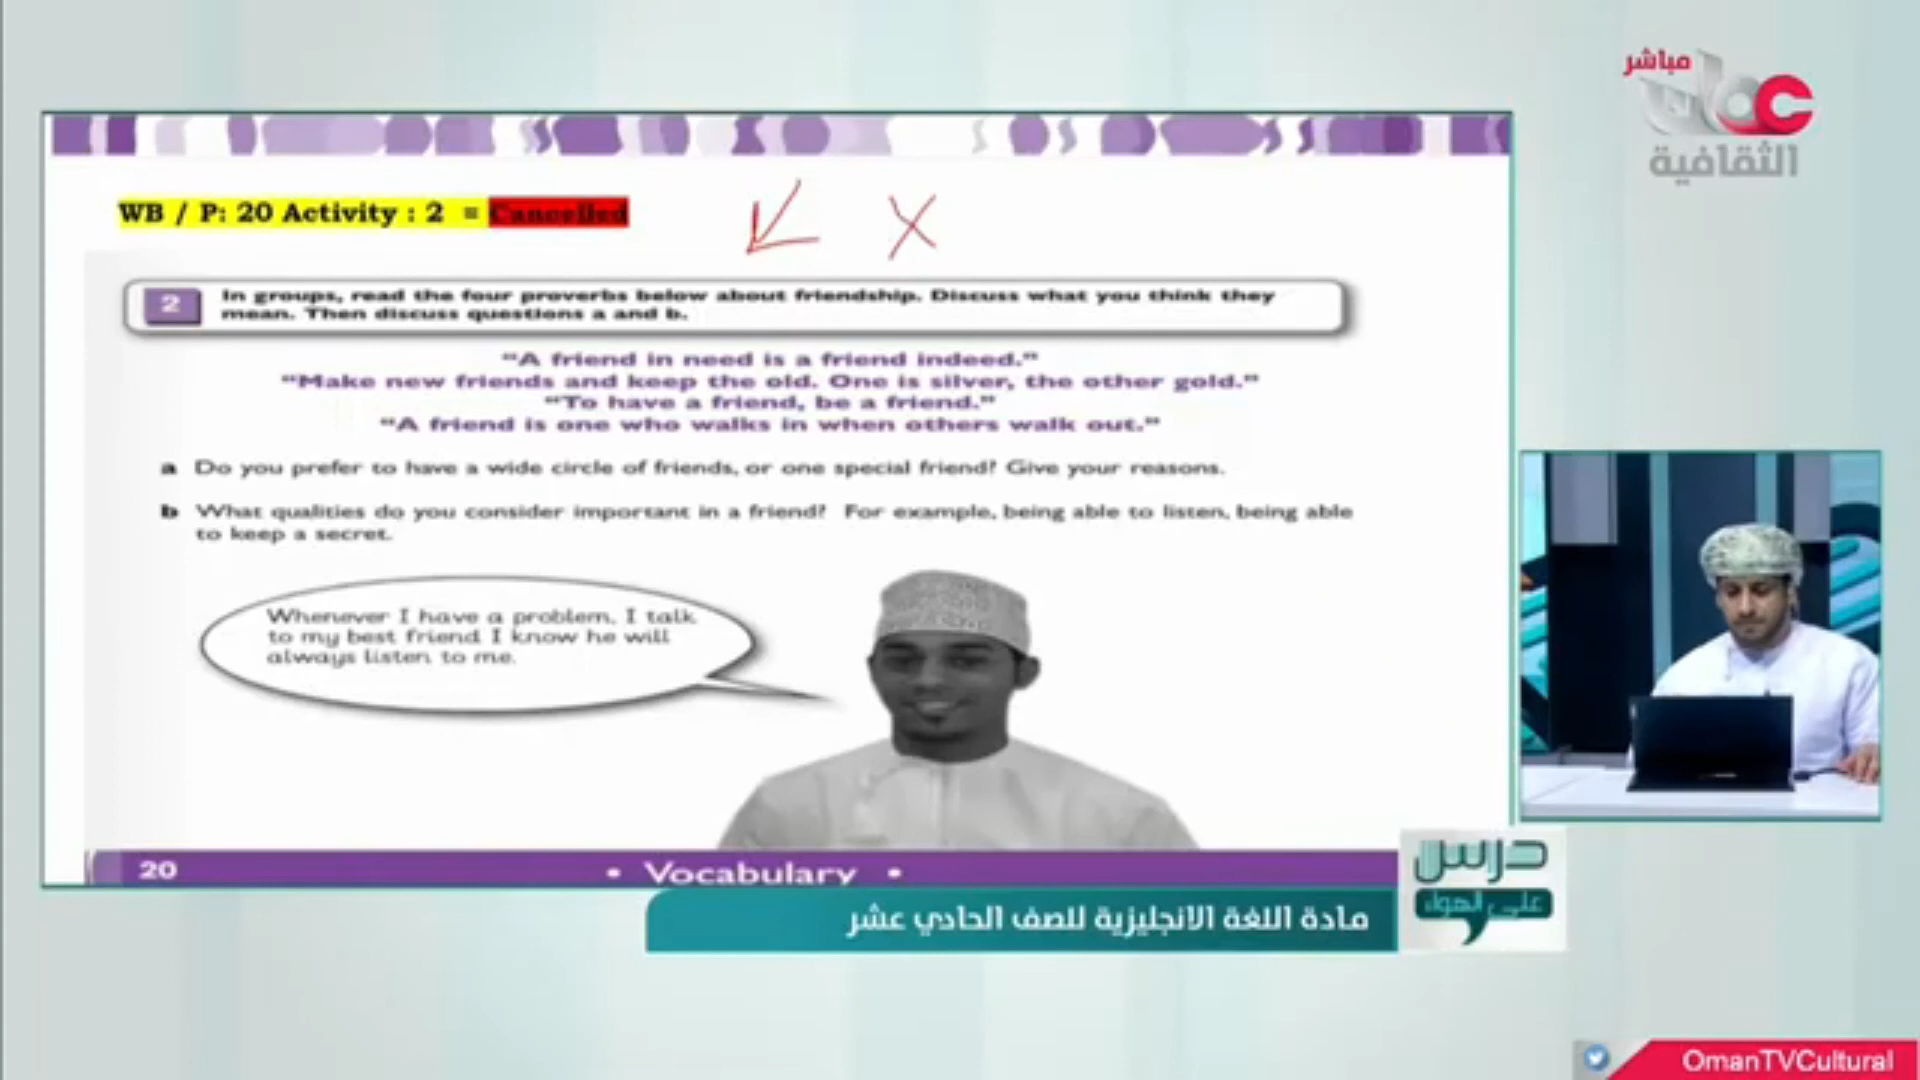 مباشر
عمان
الثقافية
WB / P: 20 Activity : 2 = Cancelled
2 In groups, read the four proverbs below about friendship. Discuss what you think they
mean. Then discuss questions a and b.
“A friend in need is a friend indeed.”
“Make new friends and keep the old. One is silver, the other gold.”
“To have a friend, be a friend.”
“A friend is one who walks in when others walk out.”
a Do you prefer to have a wide circle of friends, or one special friend? Give your reasons.
b What qualities do you consider important in a friend? For example, being able to listen, being able
to keep a secret.
Whenever I have a problem, I talk
to my best friend. I know he will
always listen to me.
20 • Vocabulary •
درس
على الهواء
مادة اللغة الانجليزية للصف الحادي عشر
OmanTVCultural